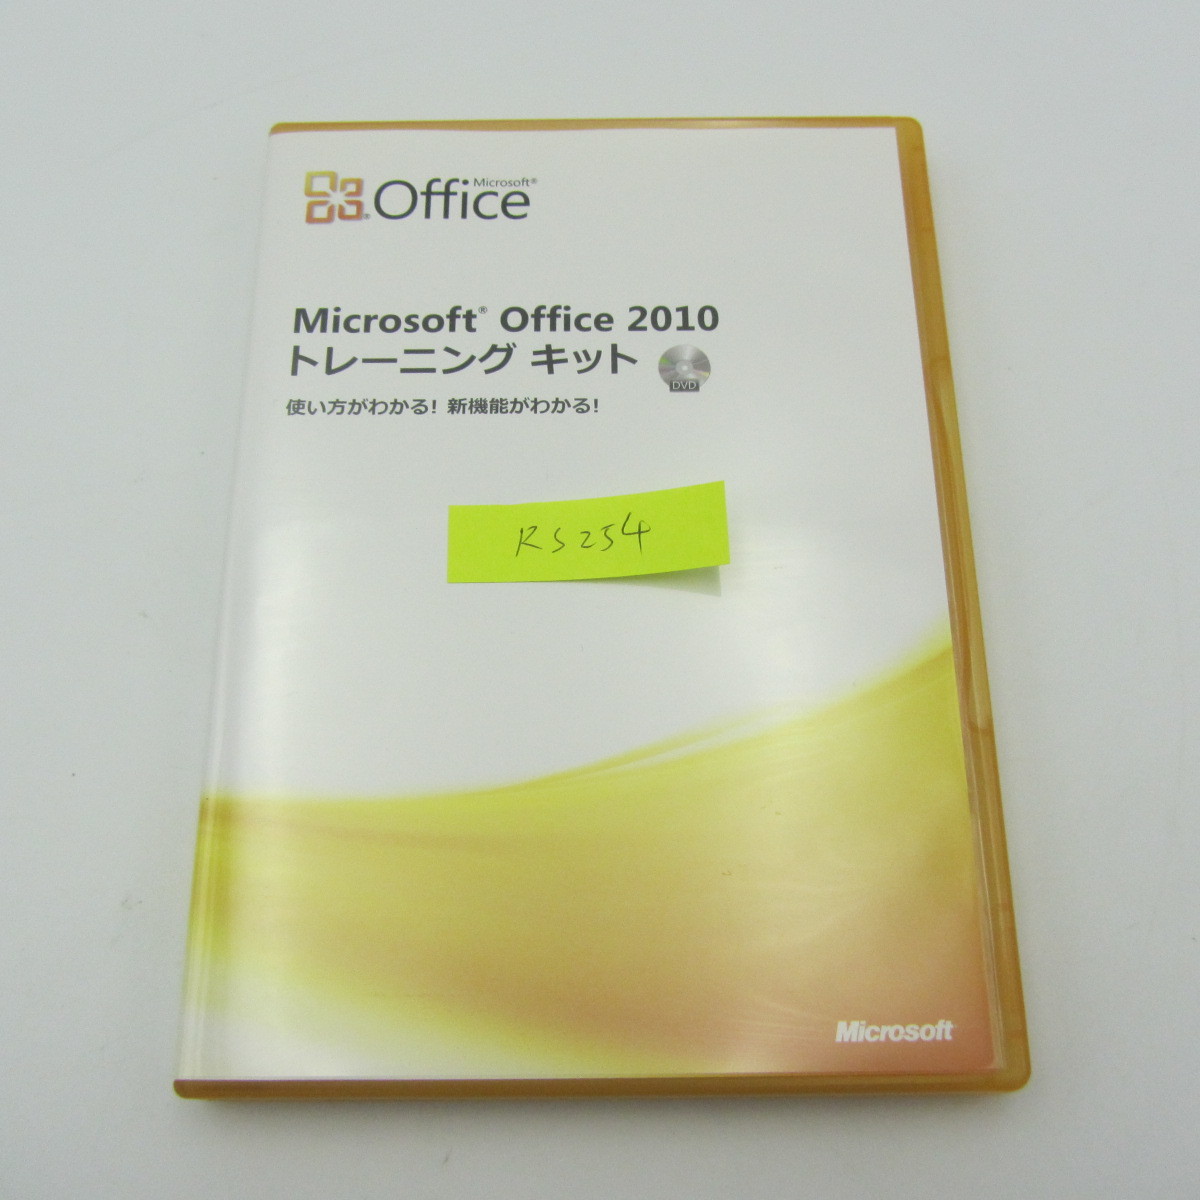 Microsoft®
Office
Microsoft® Office 2010
トレーニング キット
DVD
使い方がわかる! 新機能がわかる!
RS254
Microsoft